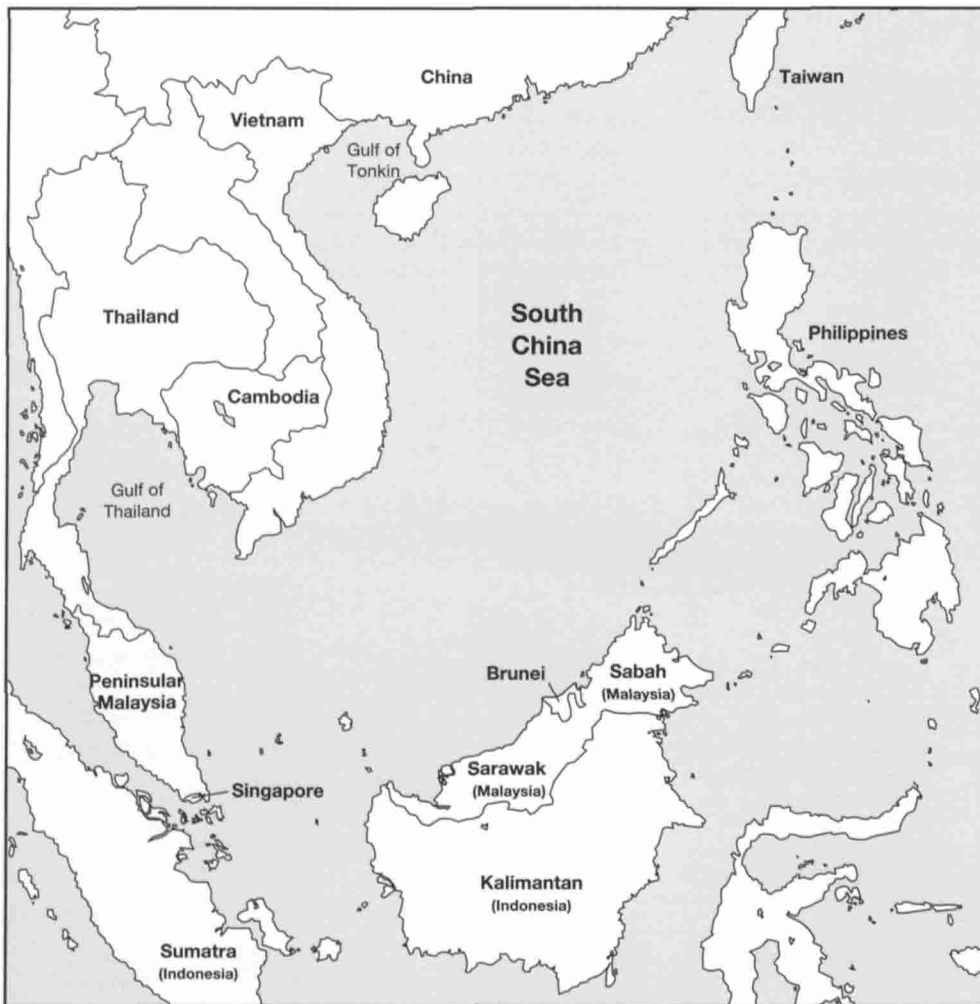 China
Taiwan
Vietnam
Gulf of
Tonkin
Thailand
South
China
Sea
Philippines
Cambodia
Gulf of
Thailand
Peninsular
Malaysia
Brunei
Sabah
(Malaysia)
Sarawak
(Malaysia)
Singapore
Kalimantan
(Indonesia)
Sumatra
(Indonesia)